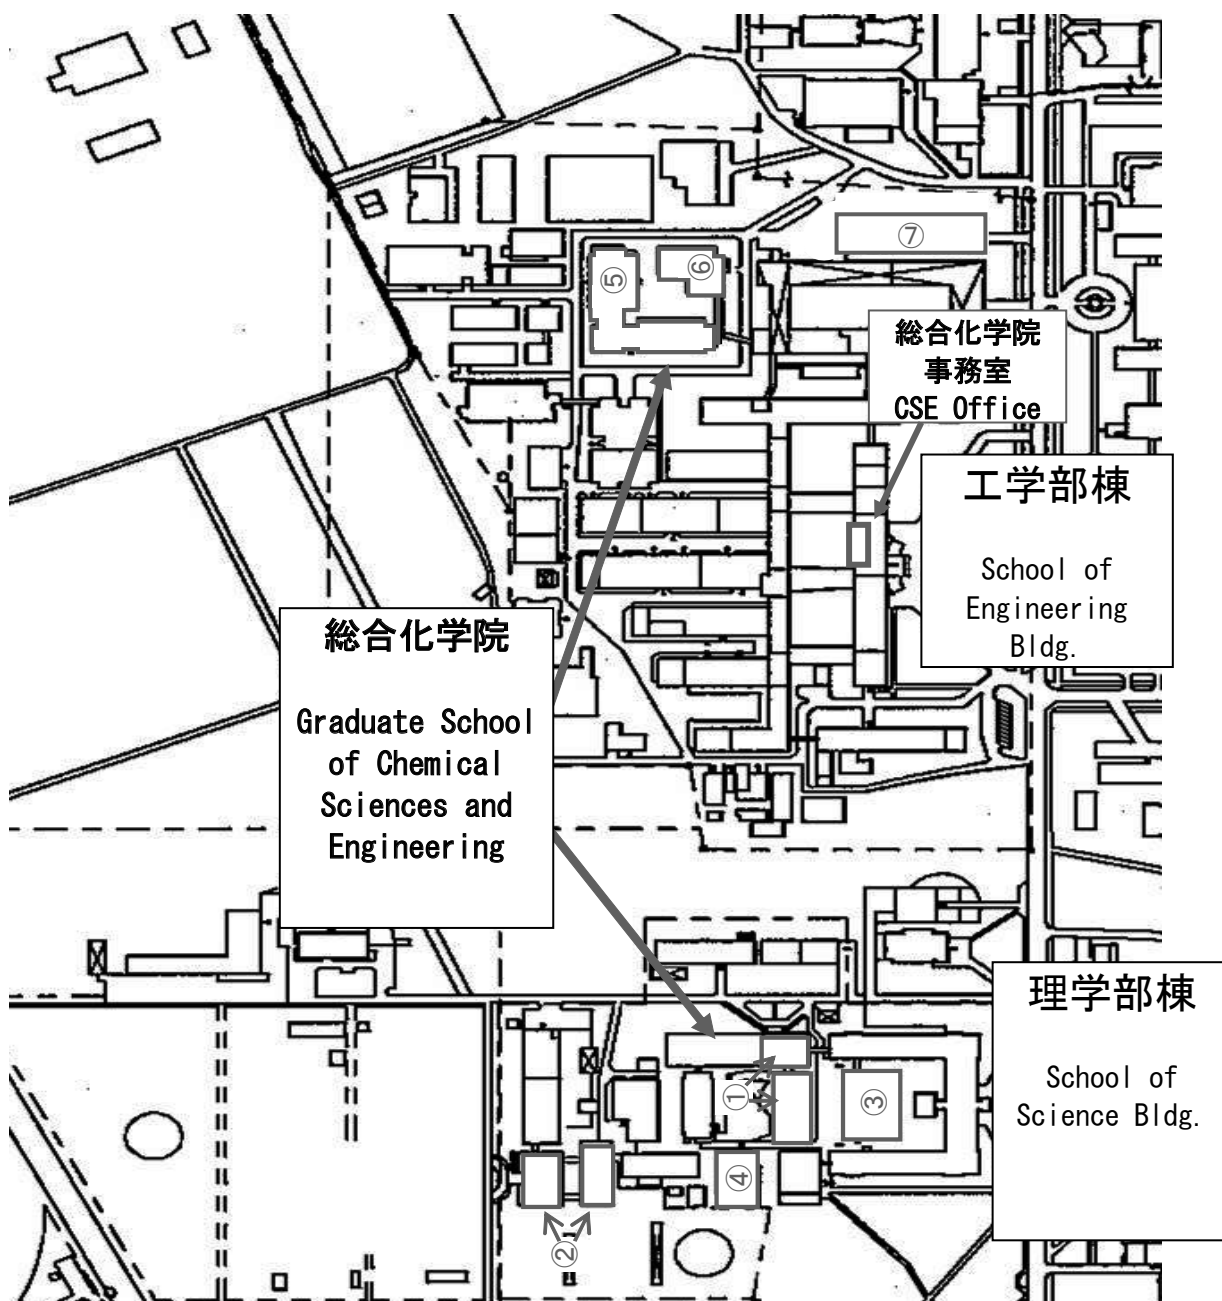 ⑦
⑤
⑥
総合化学院
事務室
CSE Office
工学部棟
School of
Engineering
Bldg.
総合化学院
Graduate School
of Chemical
Sciences and
Engineering
理学部棟
School of
Science Bldg.
①
③
④
②